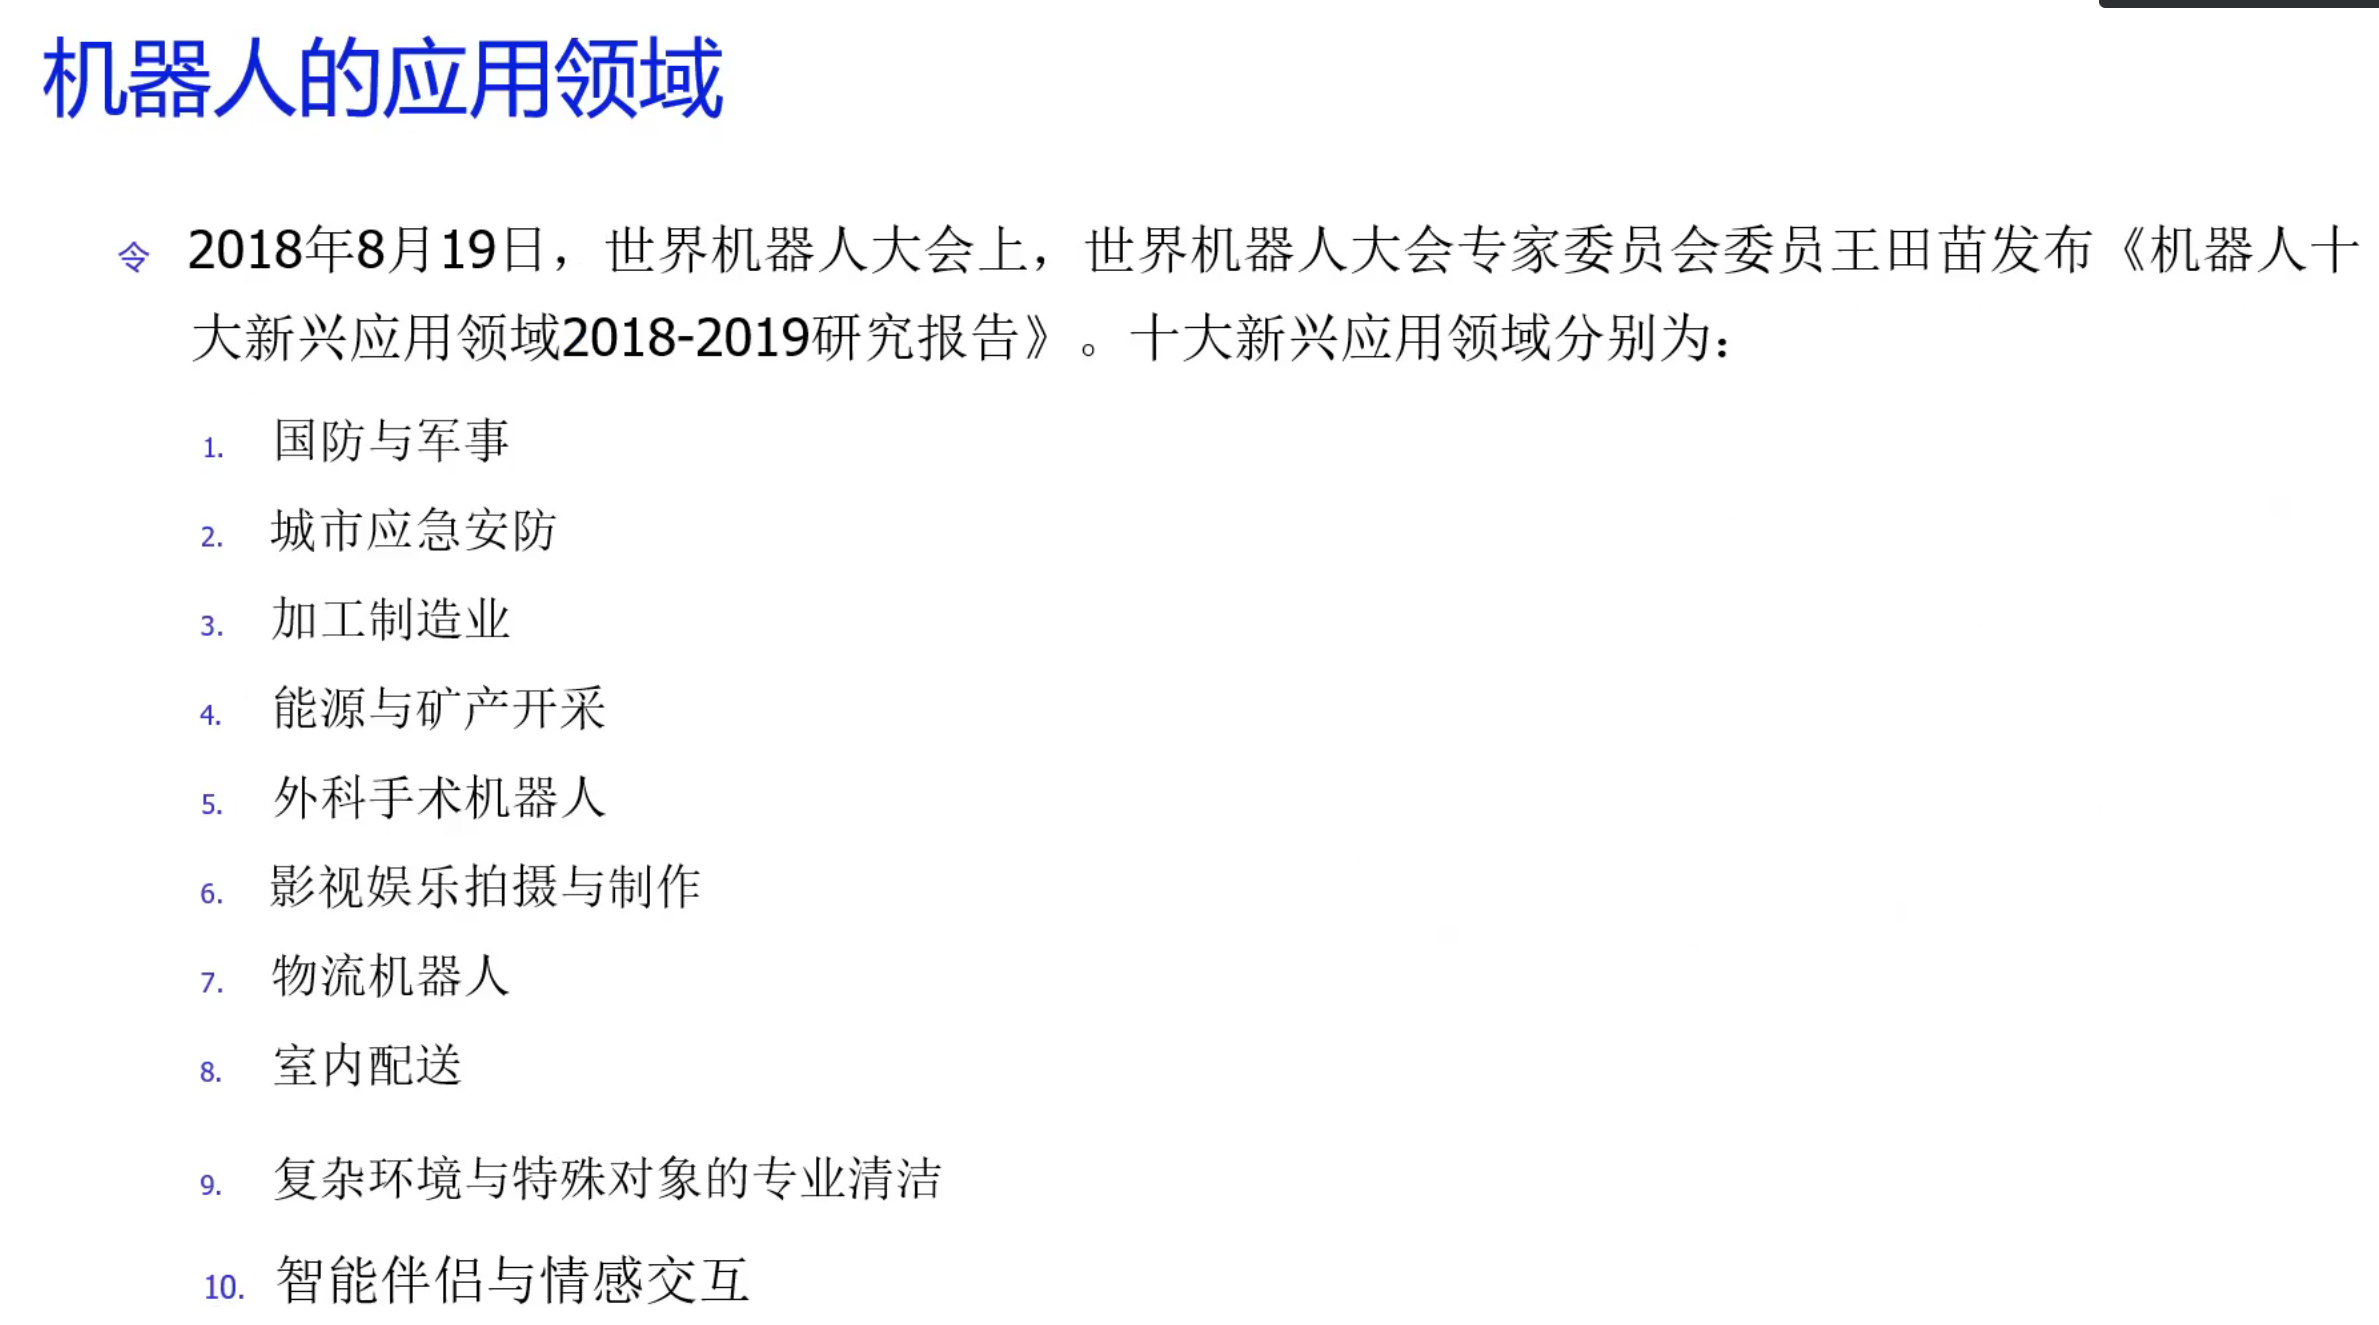 机器人的应用领域
令 2018年8月19日，世界机器人大会上，世界机器人大会专家委员会委员王田苗发布《机器人十
大新兴应用领域2018-2019研究报告》。十大新兴应用领域分别为：
1. 国防与军事
2. 城市应急安防
3. 加工制造业
4. 能源与矿产开采
5. 外科手术机器人
6. 影视娱乐拍摄与制作
7. 物流机器人
8. 室内配送
9. 复杂环境与特殊对象的专业清洁
10. 智能伴侣与情感交互